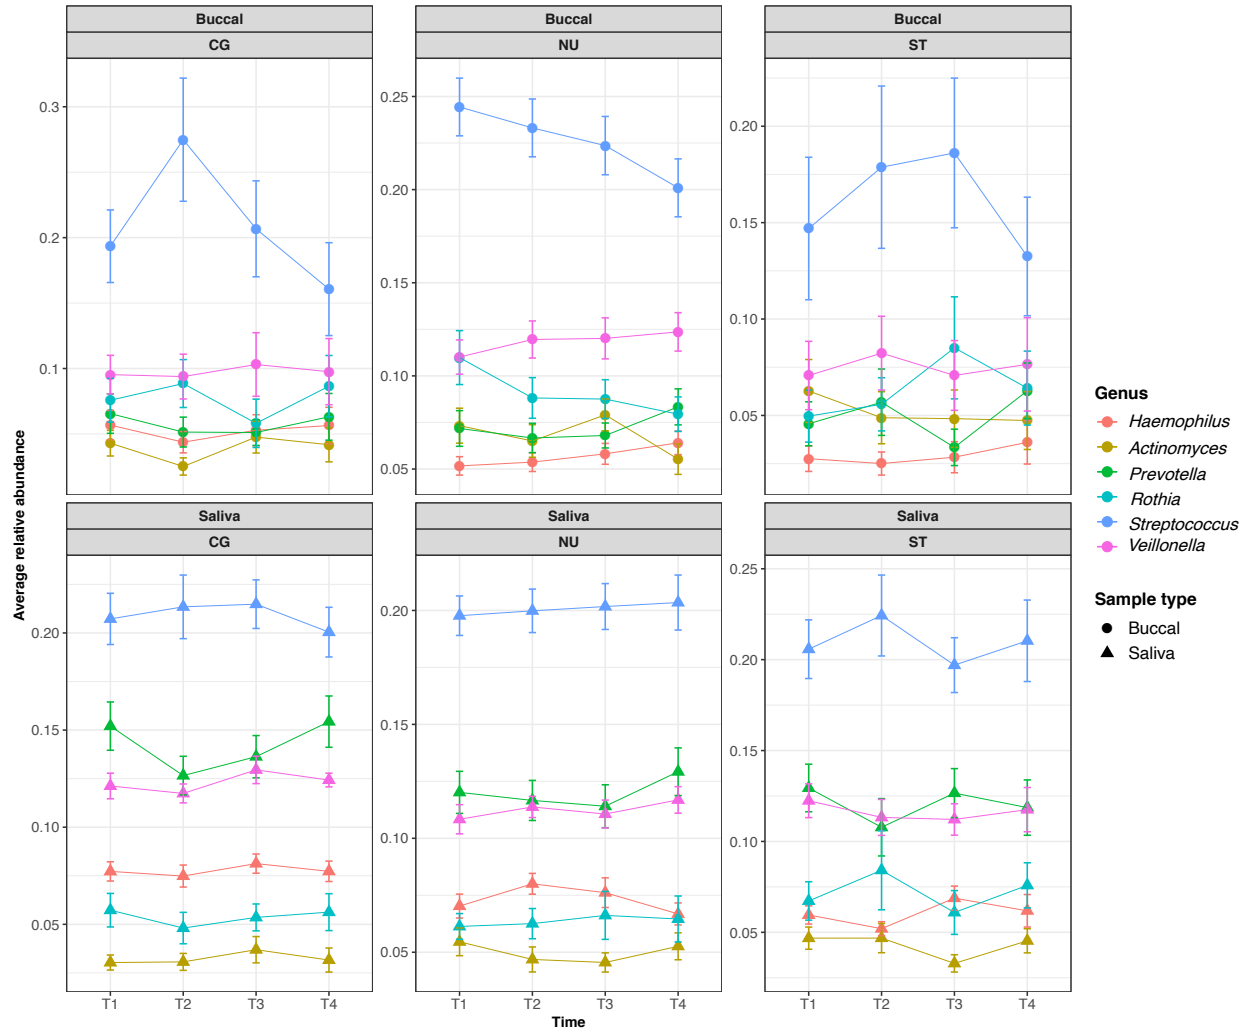 Buccal
Buccal
Buccal
CG
NU
ST
0.3
0.2
0.1
0.25
0.20
0.15
0.10
0.05
0.20
0.15
0.10
0.05
Saliva
Saliva
Saliva
CG
NU
ST
0.20
0.15
0.10
0.05
0.20
0.15
0.10
0.05
0.25
0.20
0.15
0.10
0.05
T1 T2 T3 T4
T1 T2 T3 T4
T1 T2 T3 T4
Time
Average relative abundance
Genus
Haemophilus
Actinomyces
Prevotella
Rothia
Streptococcus
Veillonella
Sample type
Buccal
Saliva